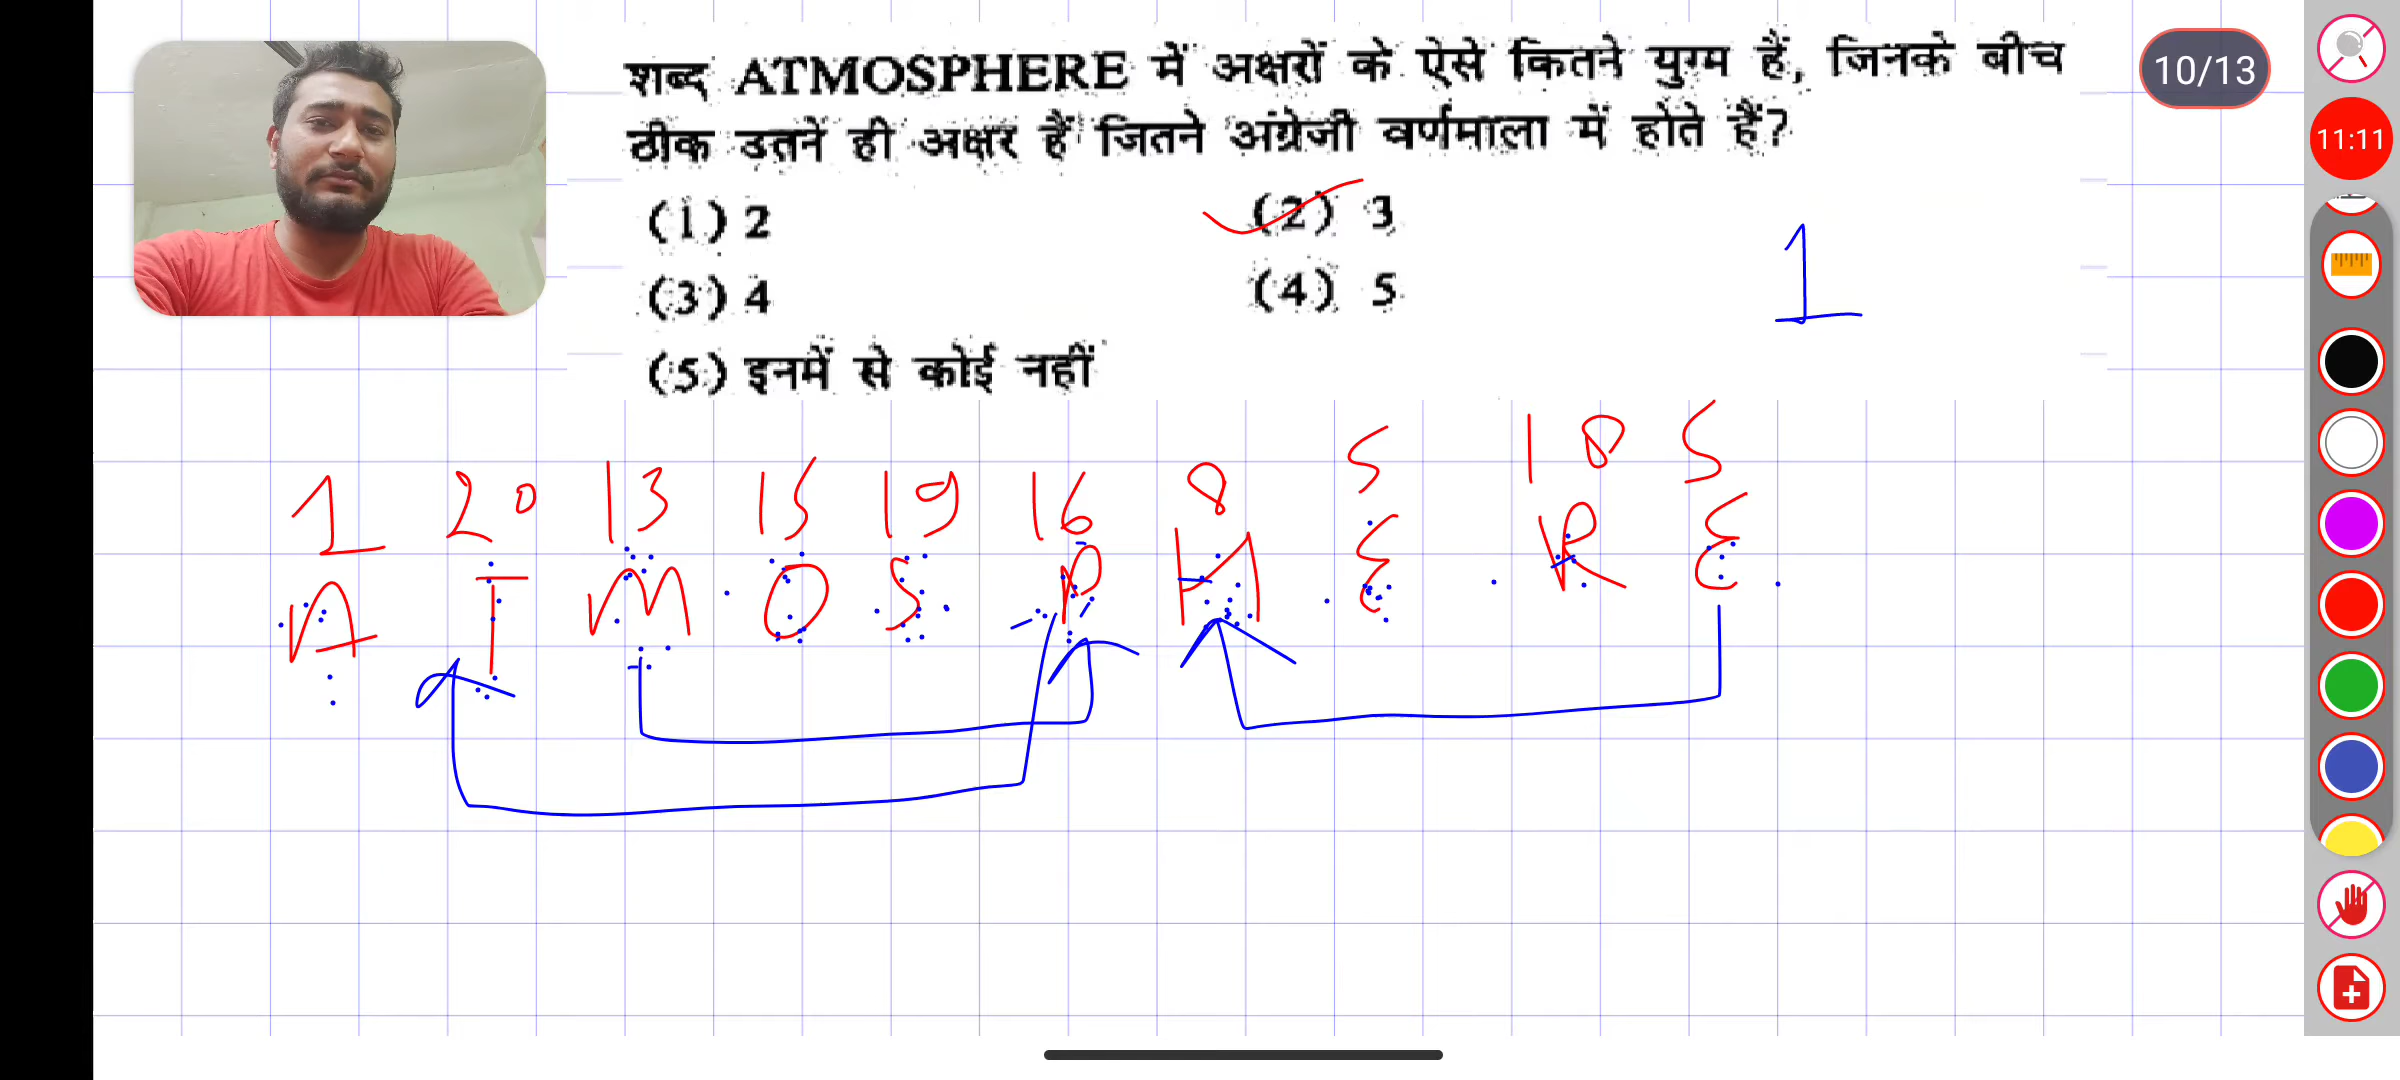 शब्द ATMOSPHERE में अक्षरों के ऐसे कितने युग्म हैं, जिनके बीच
ठीक उतने ही अक्षर हैं जितने अंग्रेजी वर्णमाला में होते हैं?
(1) 2
(2) 3
(3) 4
(4) 5
(5) इनमें से कोई नहीं
10/13
11:11
1
1 20 13 15 19 16 8 5 18 5
A T M O S P H E R E